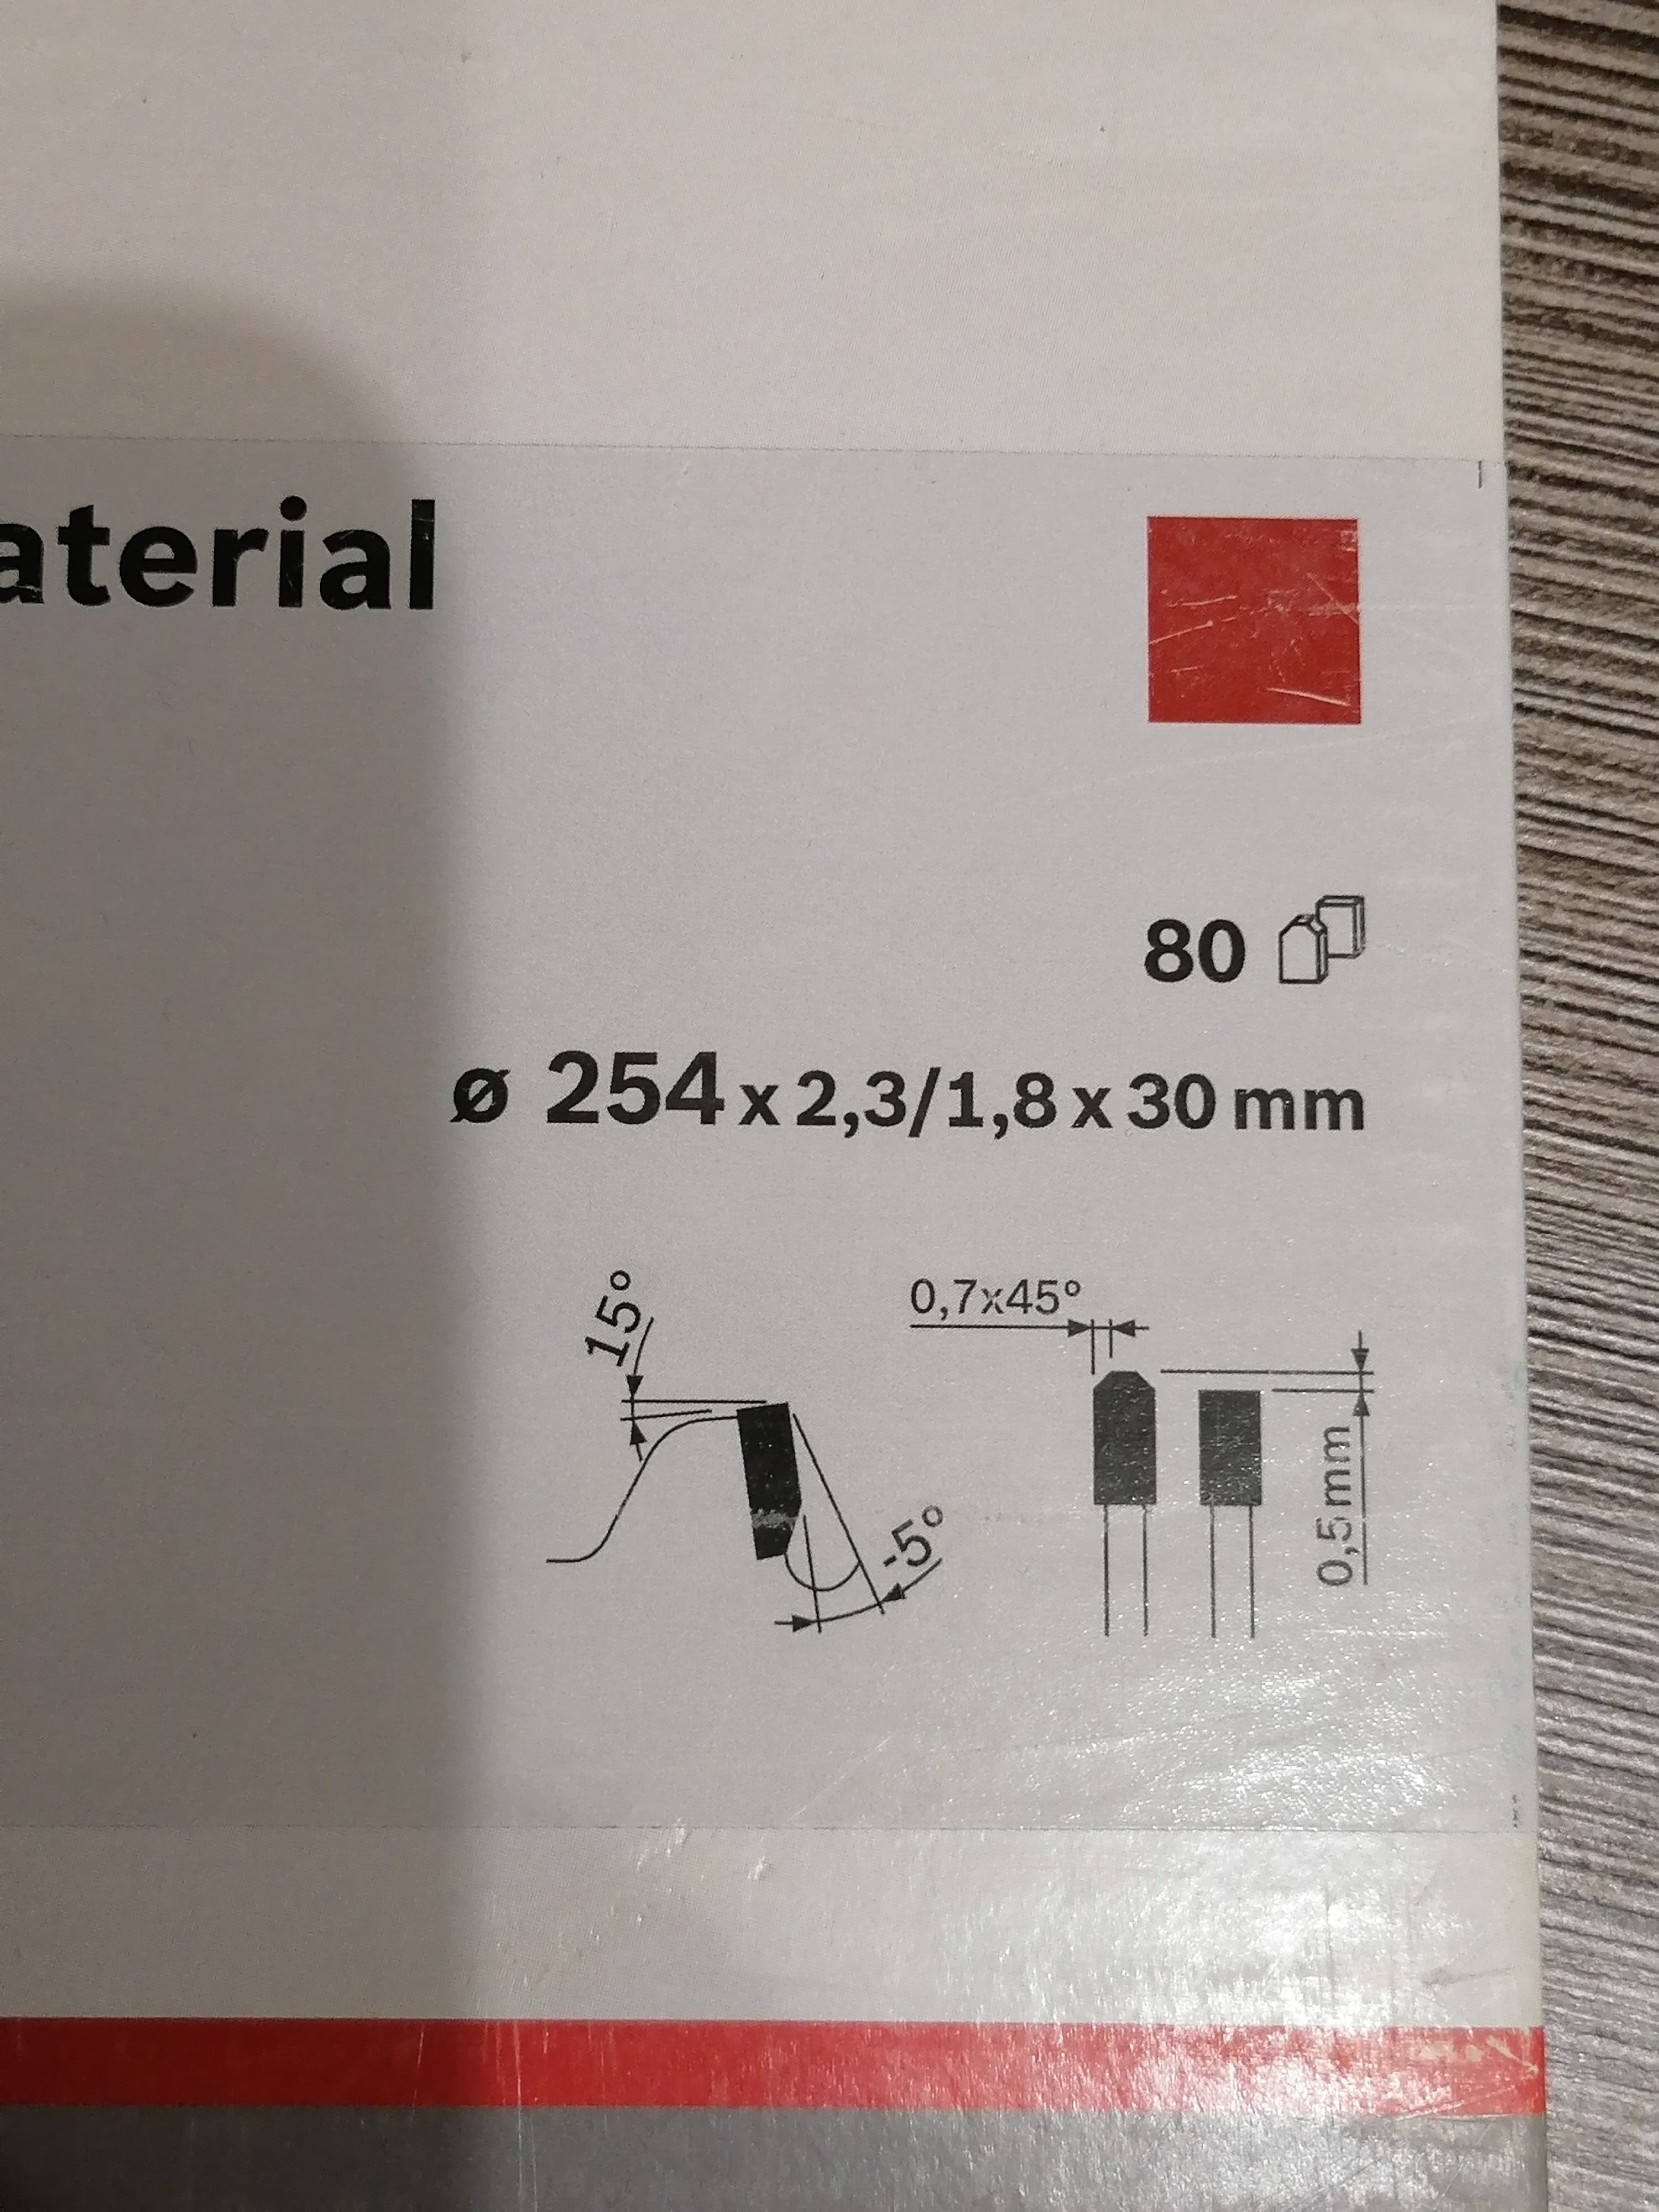 aterial
80
ø 254 x 2,3/1,8 x 30 mm
15°
0,7x45°
-5°
0,5 mm